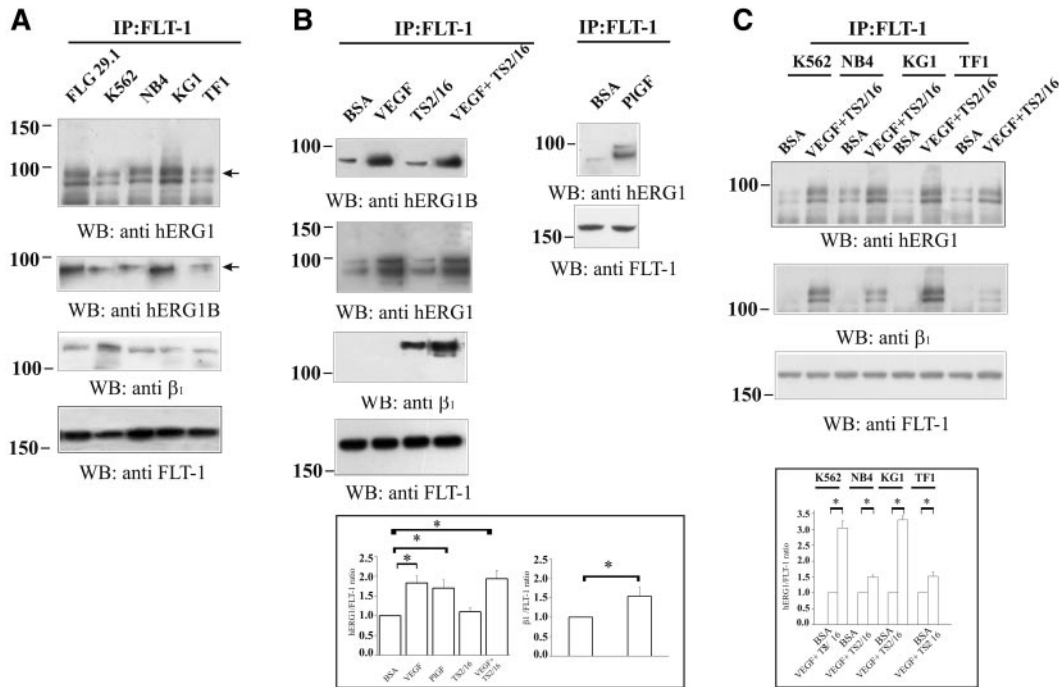 A
IP:FLT-1
FLG 29.1
K562
NB4
KG1
TF1
150
100
WB: anti hERG1
WB: anti hERG1B
100
WB: anti β1
150
WB: anti FLT-1
B
IP:FLT-1
BSA
VEGF
TS2/16
VEGF+ TS2/16
100
WB: anti hERG1B
100
WB: anti hERG1
100
WB: anti β1
150
WB: anti FLT-1
IP:FLT-1
BSA
PlGF
100
WB: anti hERG1
150
WB: anti FLT-1
hERG1/FLT-1 ratio
2.5
2.0
1.5
1.0
0.5
0.0
* * *
BSA
VEGF
PlGF
TS2/16
VEGF+ TS2/16
β1 /FLT-1 ratio
2.5
2.0
1.5
1.0
0.5
0.0
*
C
IP:FLT-1
K562 NB4 KG1 TF1
BSA
VEGF+TS2/16
BSA
VEGF+TS2/16
BSA
VEGF+TS2/16
BSA
VEGF+TS2/16
100
WB: anti hERG1
100
WB: anti β1
150
WB: anti FLT-1
K562 NB4 KG1 TF1
* * * *
hERG1/FLT-1 ratio
3.5
3.0
2.5
2.0
1.5
1.0
0.5
0.0
BSA
VEGF+ TS/ 16
BSA
VEGF+ TS2/16
BSA
VEGF+ TS2/16
BSA
VEGF+ TS2 16